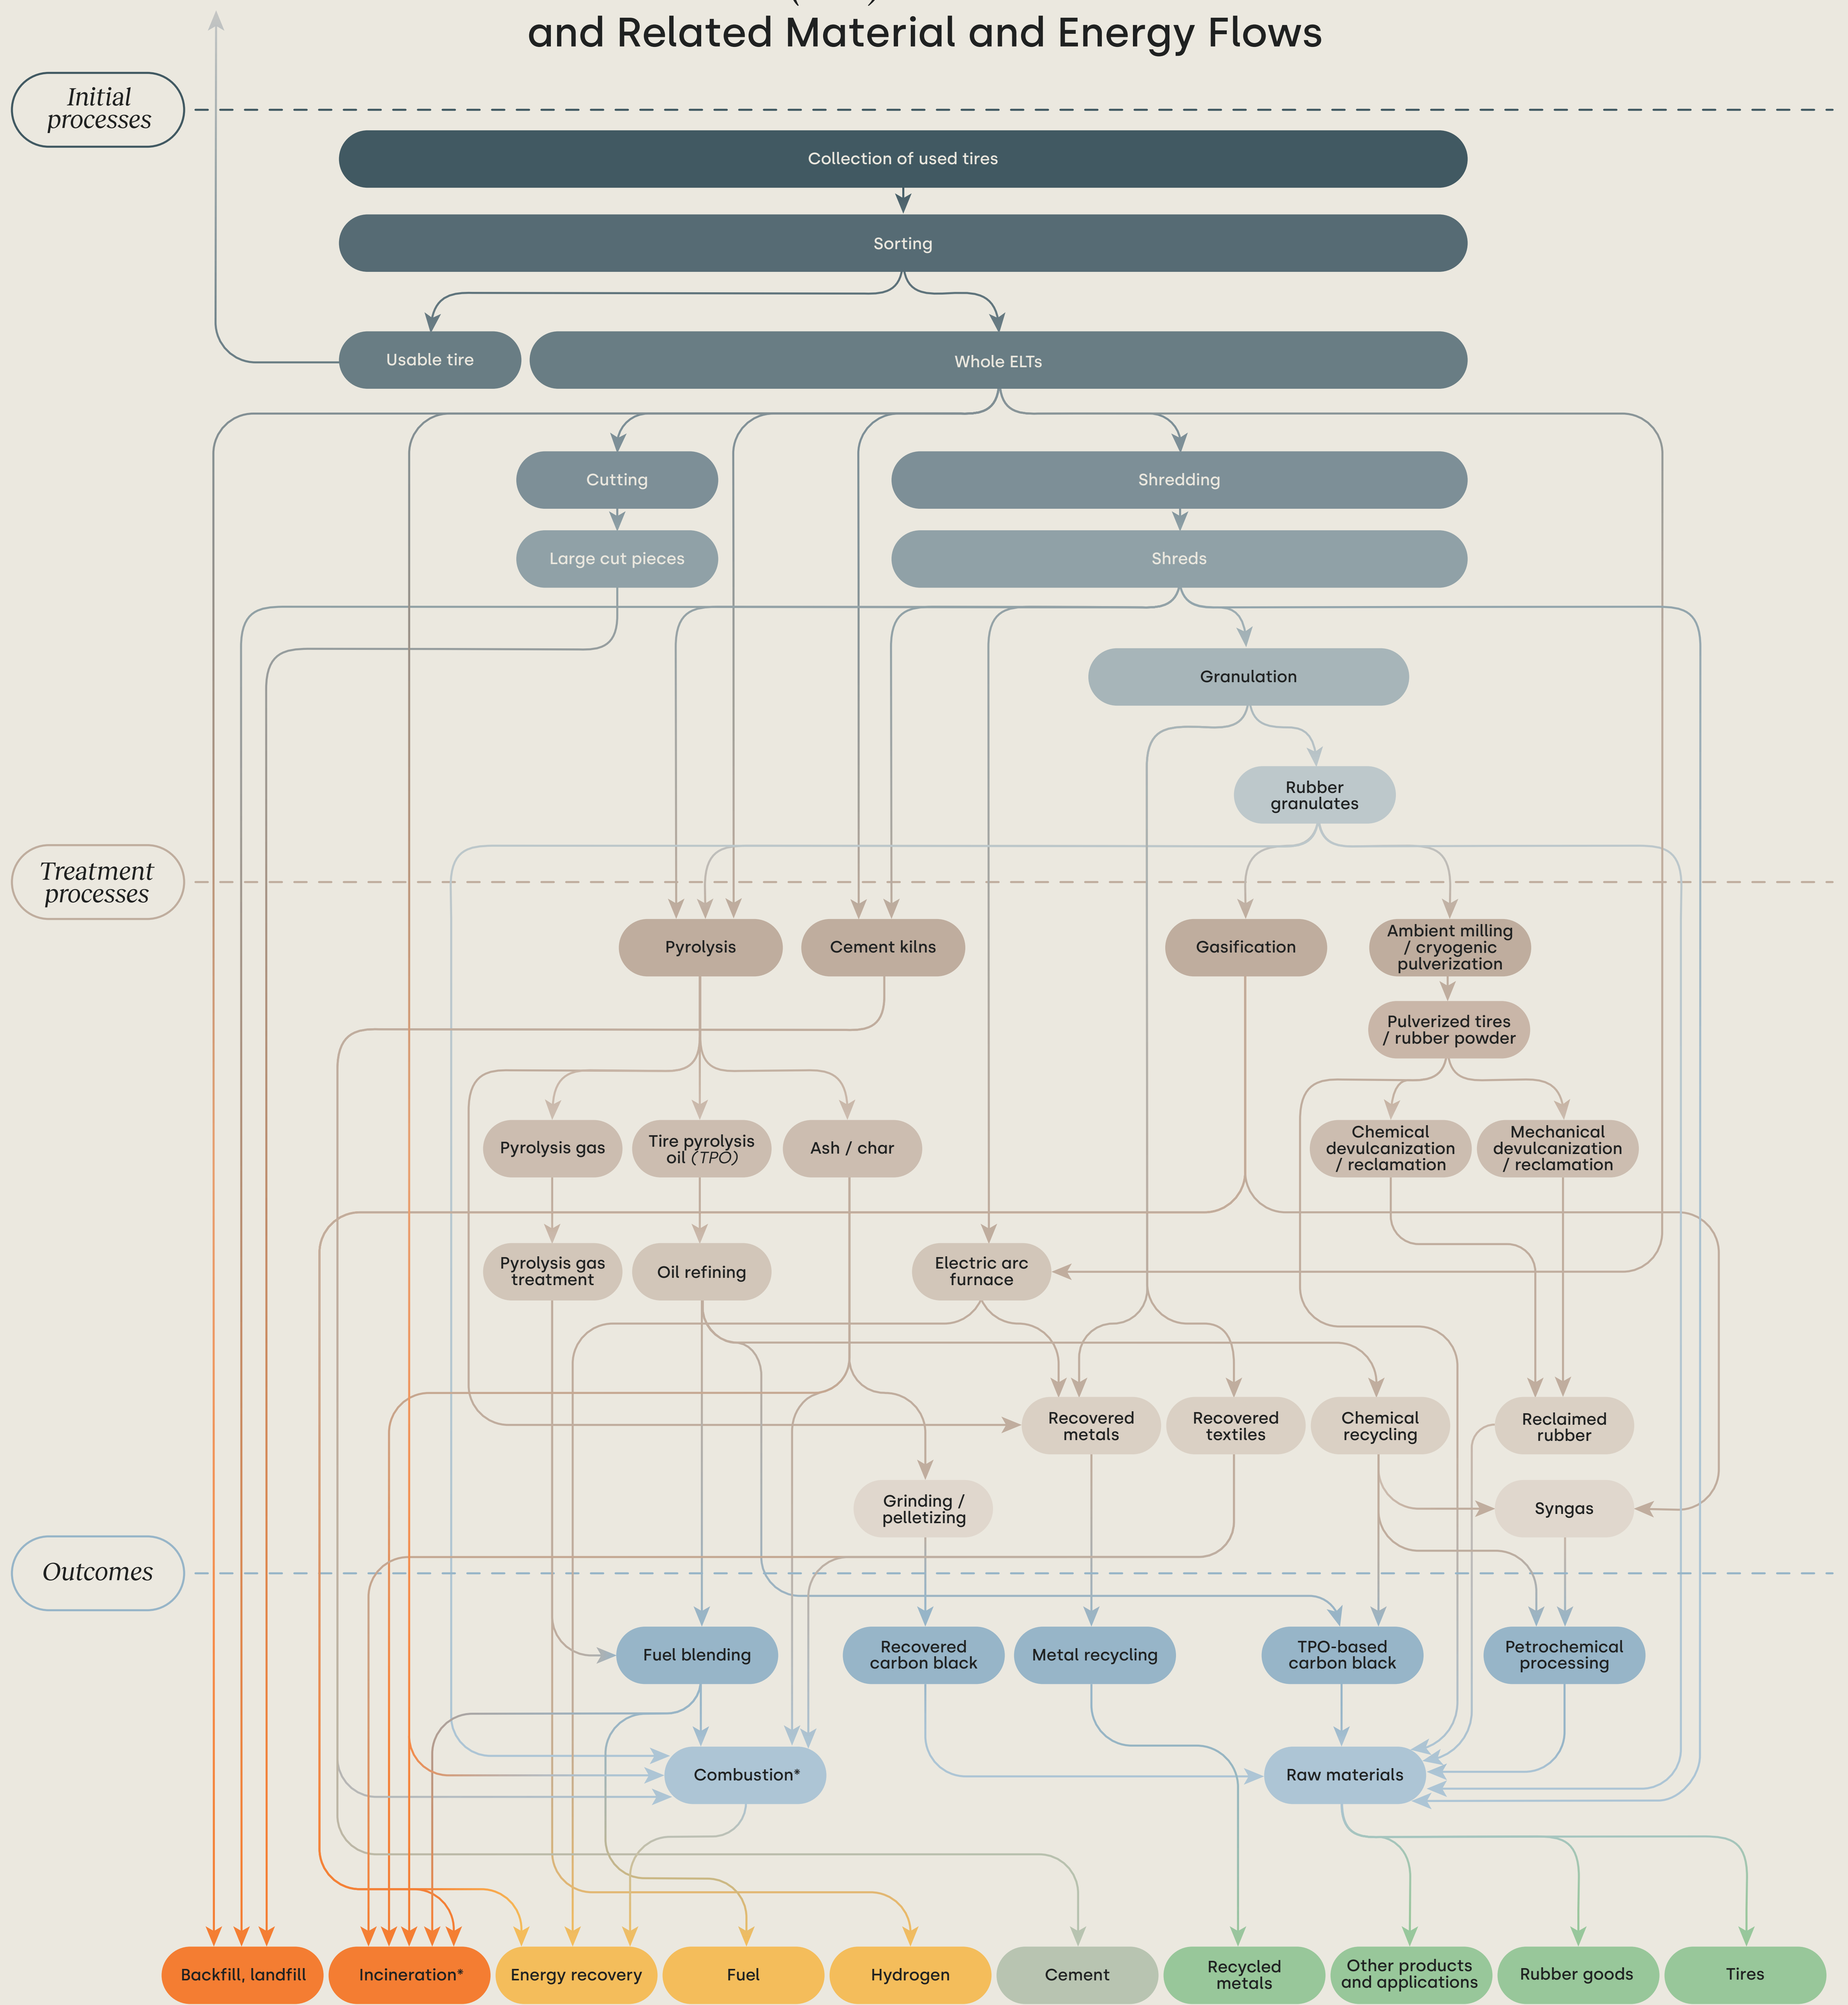 and Related Material and Energy Flows
Initial
processes
Collection of used tires
Sorting
Usable tire
Whole ELTs
Cutting
Shredding
Large cut pieces
Shreds
Granulation
Rubber
granulates
Treatment
processes
Pyrolysis
Cement kilns
Gasification
Ambient milling
/ cryogenic
pulverization
Pulverized tires
/ rubber powder
Pyrolysis gas
Tire pyrolysis
oil (TPO)
Ash / char
Chemical
devulcanization
/ reclamation
Mechanical
devulcanization
/ reclamation
Pyrolysis gas
treatment
Oil refining
Electric arc
furnace
Recovered
metals
Recovered
textiles
Chemical
recycling
Reclaimed
rubber
Grinding /
pelletizing
Syngas
Outcomes
Fuel blending
Recovered
carbon black
Metal recycling
TPO-based
carbon black
Petrochemical
processing
Combustion*
Raw materials
Backfill, landfill
Incineration*
Energy recovery
Fuel
Hydrogen
Cement
Recycled
metals
Other products
and applications
Rubber goods
Tires